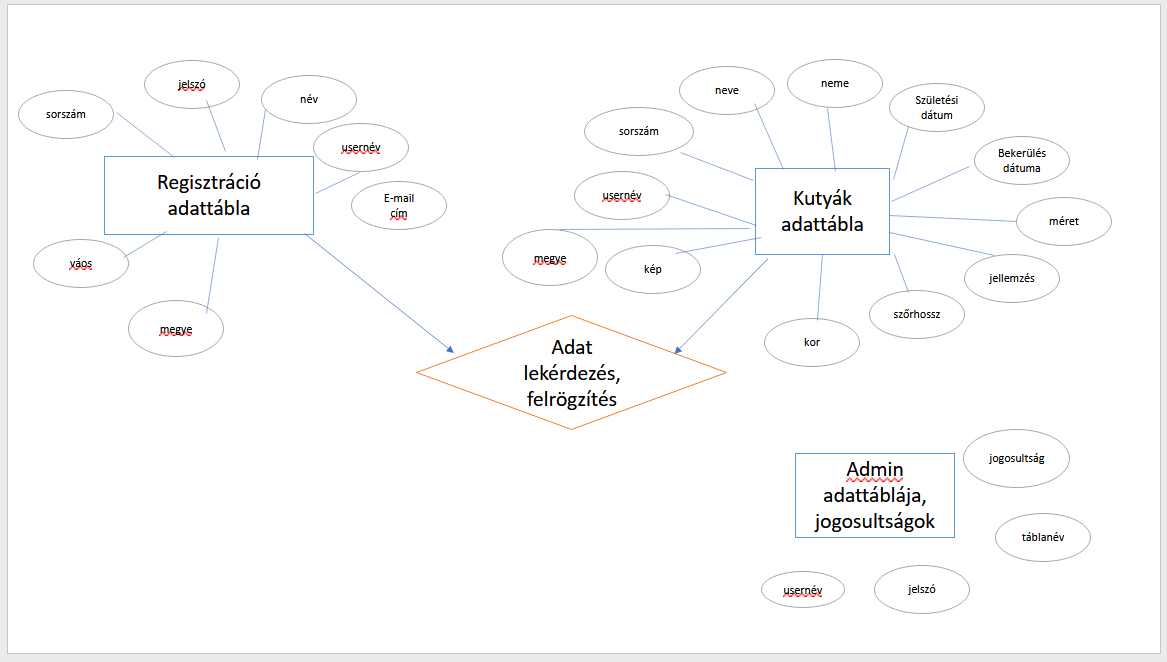 jelszó
név
sorszám
usernév
Regisztráció
adattábla
E-mail
cím
váos
megye
neve
neme
Születési
dátum
sorszám
Bekerülés
dátuma
usernév
Kutyák
adattábla
méret
megye
kép
jellemzés
szőrhossz
kor
Adat
lekérdezés,
felrögzítés
Admin
adattáblája,
jogosultságok
jogosultság
táblanév
usernév
jelszó